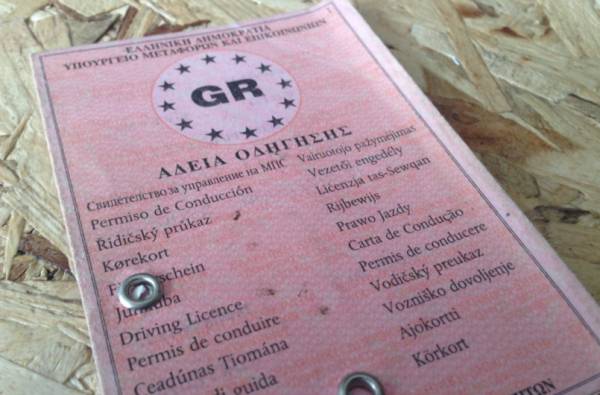 ΕΛΛΗΝΙΚΗ ΔΗΜΟΚΡΑΤΙΑ
ΥΠΟΥΡΓΕΙΟ ΜΕΤΑΦΟΡΩΝ ΚΑΙ ΕΠΙΚΟΙΝΩΝΙΩΝ
GR
ΑΔΕΙΑ ΟΔΗΓΗΣΗΣ
Свидетелство за управление на МПС
Permiso de Conducción
Řidičský průkaz
Kørekort
Driving Licence
Permis de conduire
Ceadúnas Tiomána
di guida
Vairuotojo pažymėjimas
Vezetői engedély
Liċenzja tas-Sewqan
Rijbewijs
Prawo Jazdy
Carta de Condução
Permis de conducere
Vodičský preukaz
Vozniško dovoljenje
Ajokortti
Körkort